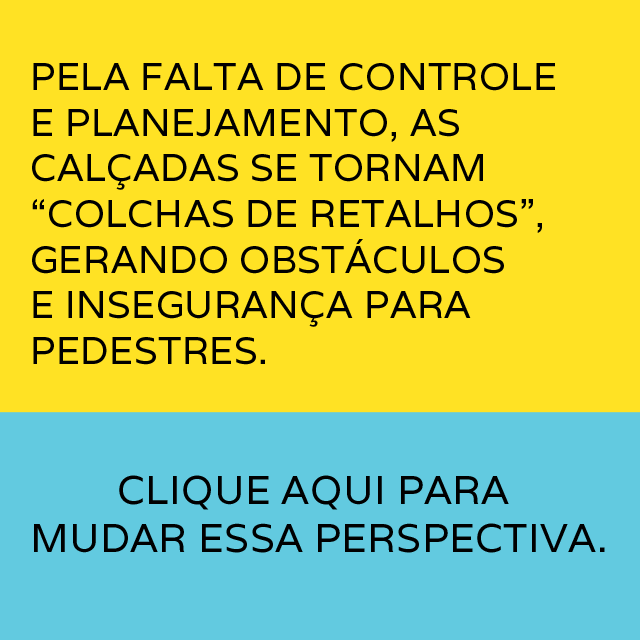 PELA FALTA DE CONTROLE
E PLANEJAMENTO, AS
CALÇADAS SE TORNAM
“COLCHAS DE RETALHOS”,
GERANDO OBSTÁCULOS
E INSEGURANÇA PARA
PEDESTRES.
CLIQUE AQUI PARA
MUDAR ESSA PERSPECTIVA.